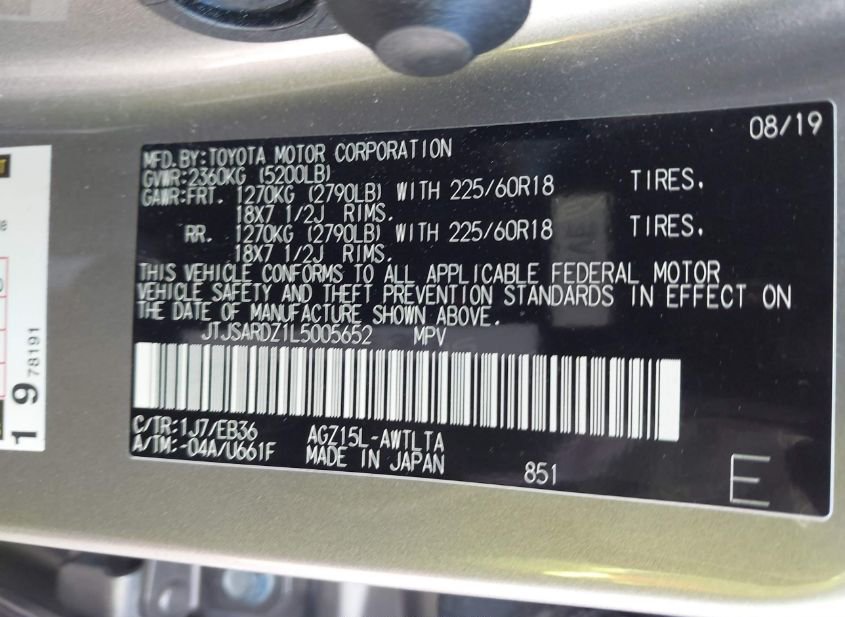 08/19
MFD.BY:TOYOTA MOTOR CORPORATION
GVWR:2360KG (5200LB)
GAWR:FRT. 1270KG (2790LB) WITH 225/60R18 TIRES.
18X7 1/2J RIMS.
RR. 1270KG (2790LB) WITH 225/60R18 TIRES.
18X7 1/2J RIMS.
THIS VEHICLE CONFORMS TO ALL APPLICABLE FEDERAL MOTOR
VEHICLE SAFETY AND THEFT PREVENTION STANDARDS IN EFFECT ON
THE DATE OF MANUFACTURE SHOWN ABOVE.
JTJSARDZ1L5005652 MPV
C/TR:1J7/EB36 AGZ15L-AWTLTA
A/TM:-04A/U661F MADE IN JAPAN
851
E
19
78191